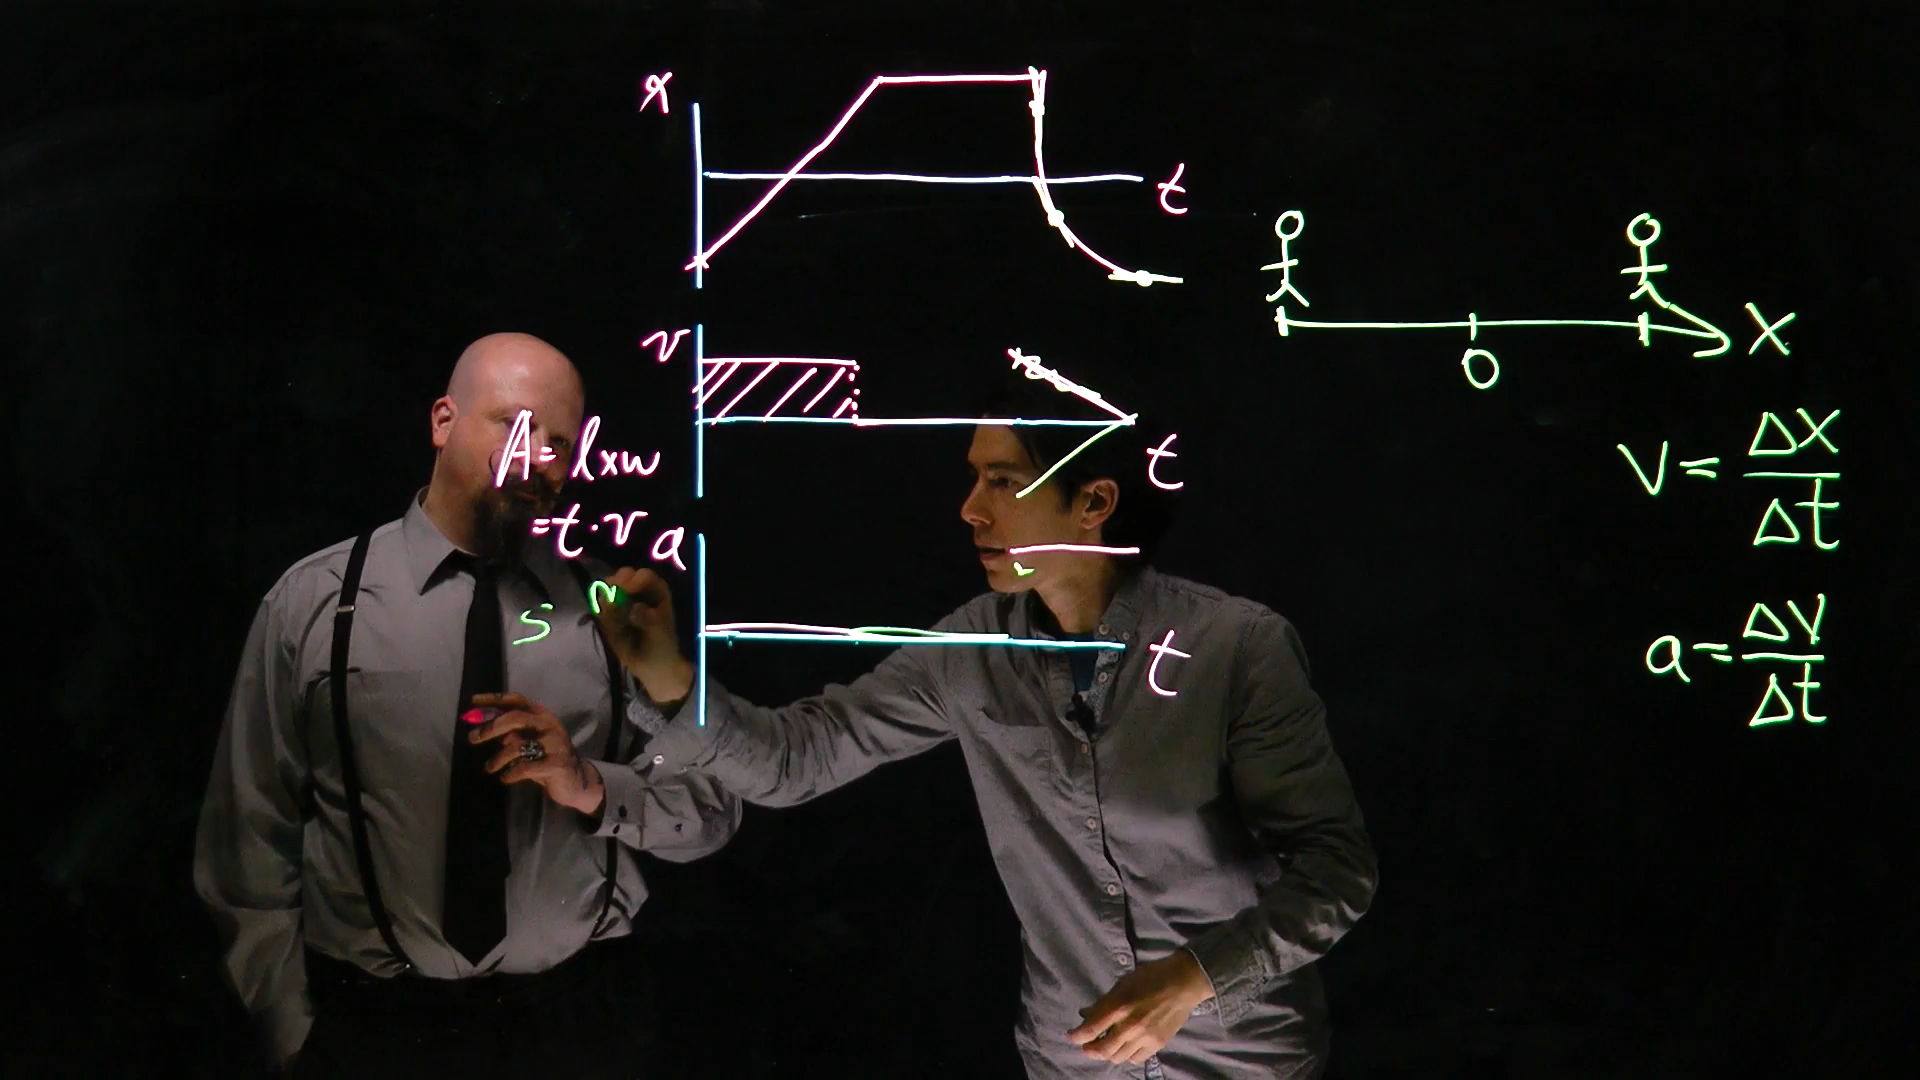 x
t
v
t
A = l x w
= t · v
a
t
s m
0
X
V = ΔX
Δt
a = ΔV
Δt